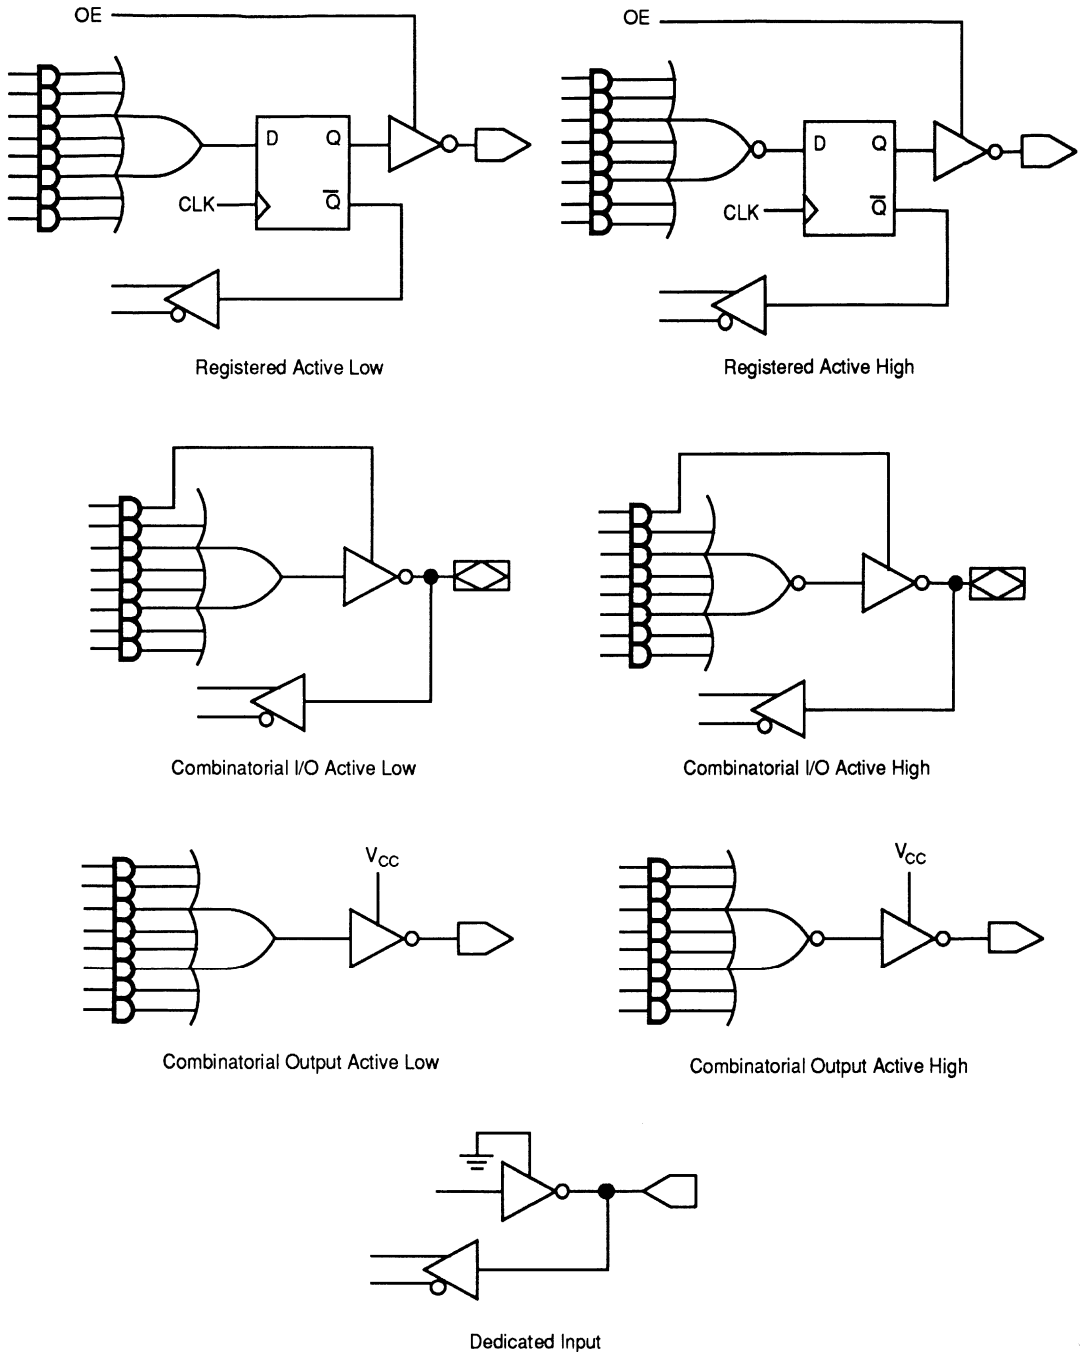 OE
OE
D Q
CLK
Q̅
D Q
CLK
Q̅
Registered Active Low
Registered Active High
Combinatorial I/O Active Low
Combinatorial I/O Active High
VCC
VCC
Combinatorial Output Active Low
Combinatorial Output Active High
Dedicated Input